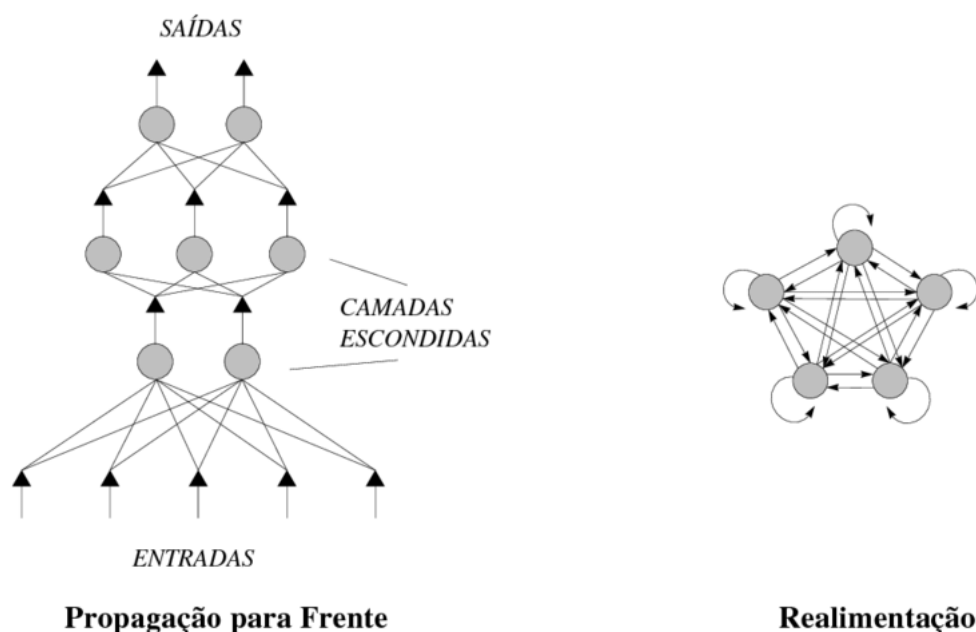 SAÍDAS
CAMADAS
ESCONDIDAS
ENTRADAS
Propagação para Frente
Realimentação